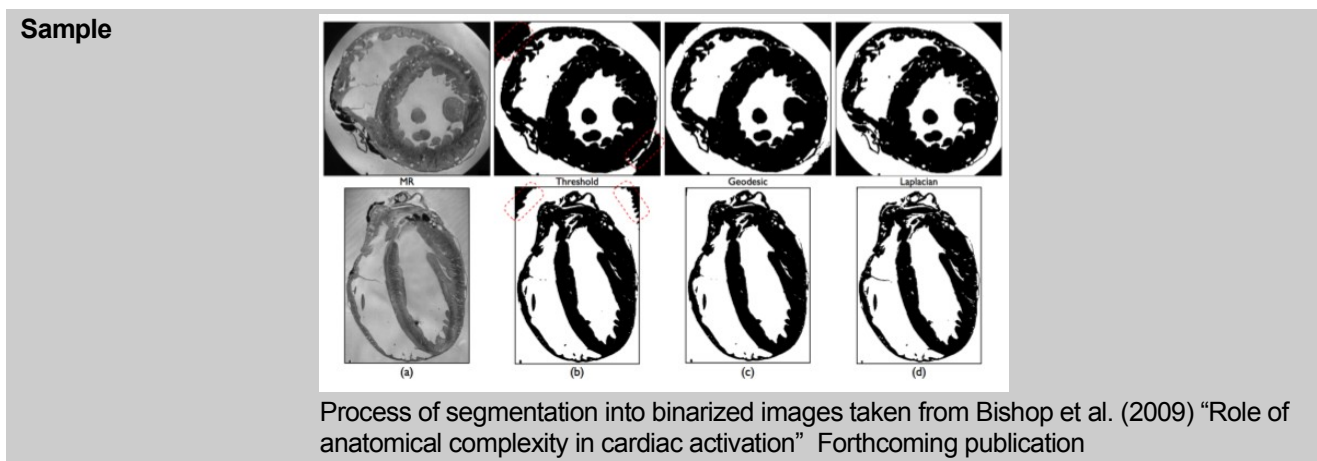 Sample
MR Threshold Geodesic Laplacian
(a) (b) (c) (d)
Process of segmentation into binarized images taken from Bishop et al. (2009) “Role of
anatomical complexity in cardiac activation”  Forthcoming publication